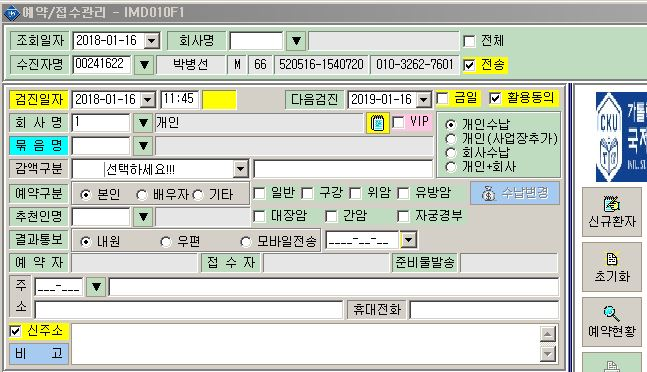 예약/접수관리 - IMD010F1
조회일자 2018-01-16 회사명 전체
수진자명 00241622 박병선 M 66 520516-1540720 010-3262-7601 전송
검진일자 2018-01-16 11:45 다음검진 2019-01-16 금일 활용동의
회 사 명 1 개인 VIP
개인수납
개인(사업장추가)
회사수납
개인+회사
묶 음 명
감액구분 선택하세요!!!
예약구분 본인 배우자 기타 일반 구강 위암 유방암 수납변경
추천인명 대장암 간암 자궁경부
결과통보 내원 우편 모바일전송 ____-__-__
예 약 자 접 수 자 준비물발송
주 ___-___
소 휴대전화
신주소
비 고
CKU
가톨릭
국제
신규환자
초기화
예약현황